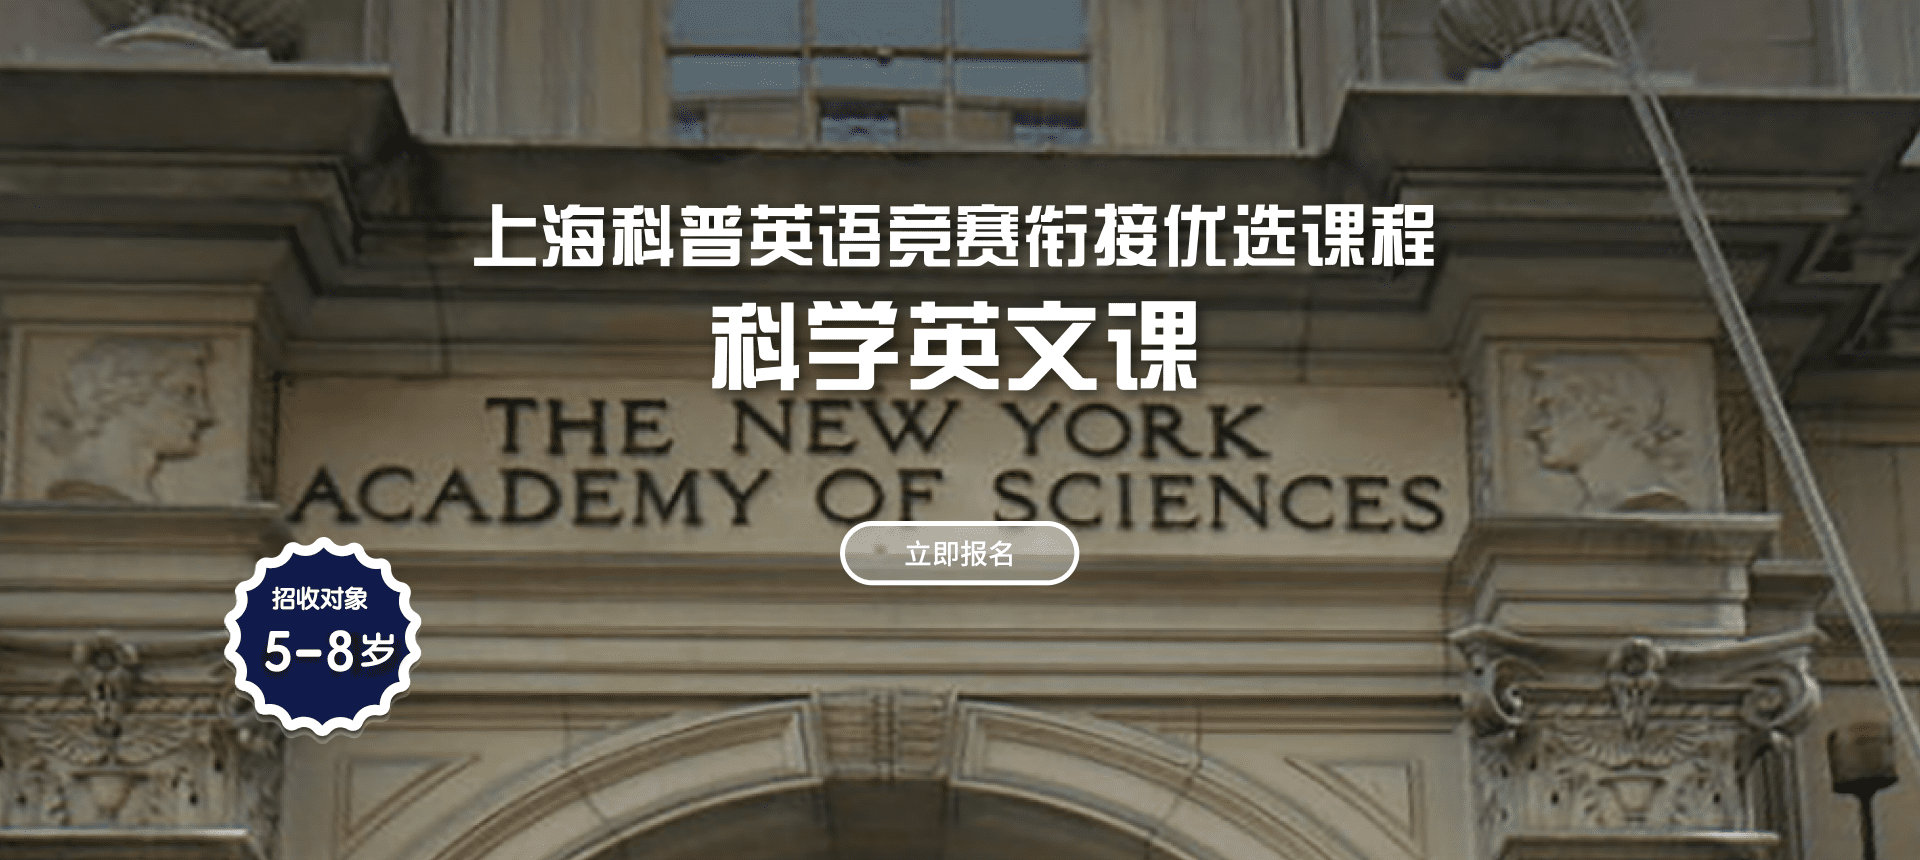 上海科普英语竞赛衔接优选课程
科学英文课
THE NEW YORK
ACADEMY OF SCIENCES
立即报名
招收对象
5-8岁